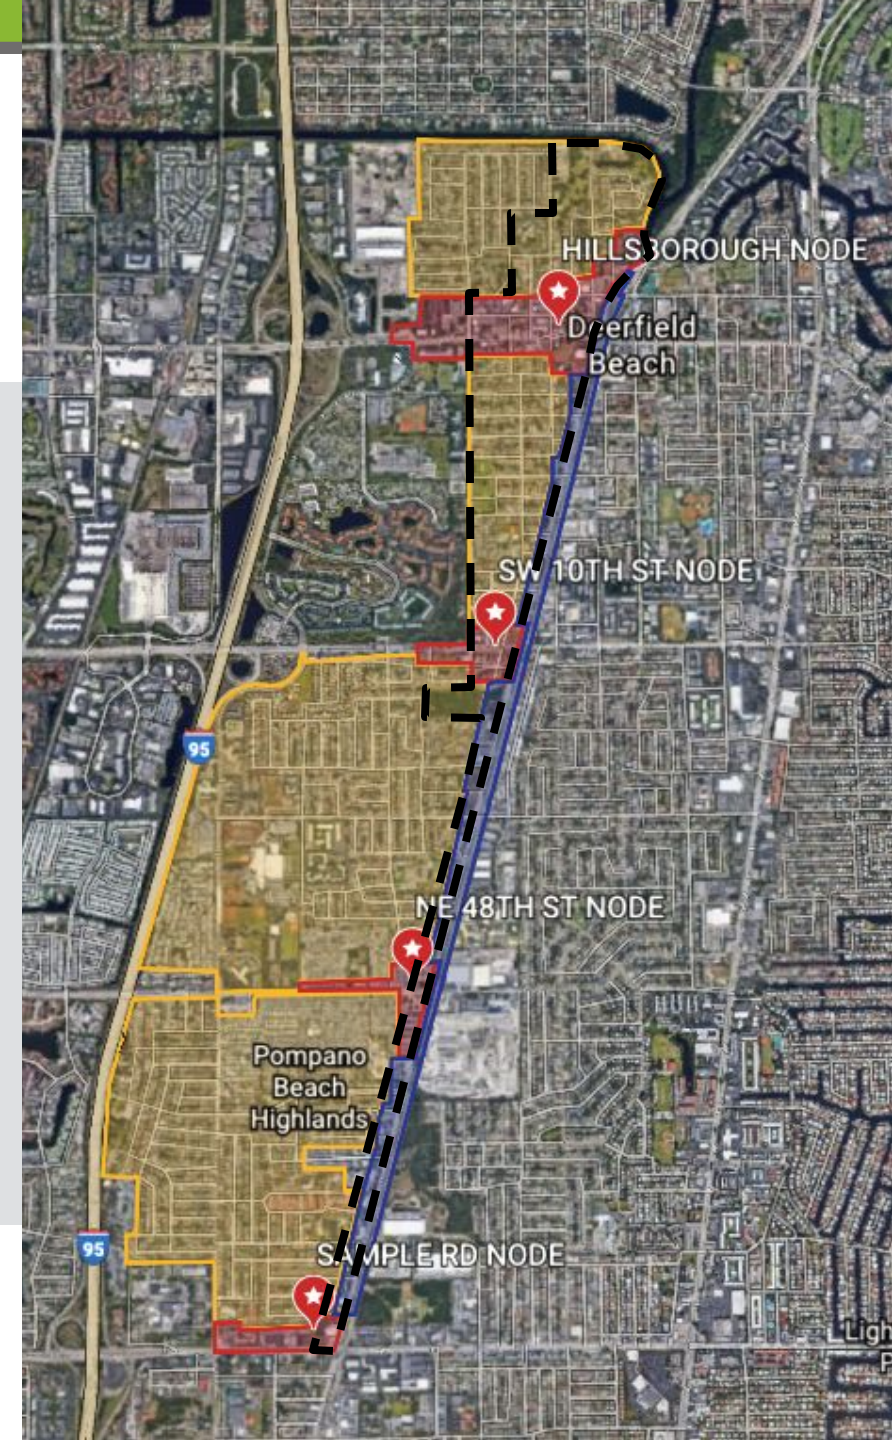 HILLSBOROUGH NODE
Deerfield
Beach
SW 10TH ST NODE
95
NE 48TH ST NODE
Pompano
Beach
Highlands
95
SAMPLE RD NODE